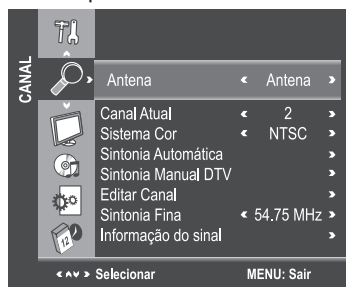 CANAL
Antena < Antena >
Canal Atual < 2 >
Sistema Cor < NTSC >
Sintonia Automática >
Sintonia Manual DTV >
Editar Canal >
Sintonia Fina < 54.75 MHz >
Informação do sinal >
12
Selecionar MENU: Sair